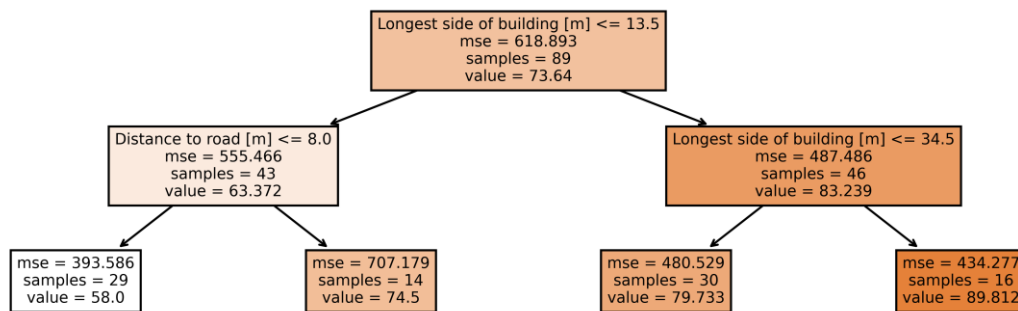 Longest side of building [m] <= 13.5
mse = 618.893
samples = 89
value = 73.64
Distance to road [m] <= 8.0
mse = 555.466
samples = 43
value = 63.372
Longest side of building [m] <= 34.5
mse = 487.486
samples = 46
value = 83.239
mse = 393.586
samples = 29
value = 58.0
mse = 707.179
samples = 14
value = 74.5
mse = 480.529
samples = 30
value = 79.733
mse = 434.277
samples = 16
value = 89.812